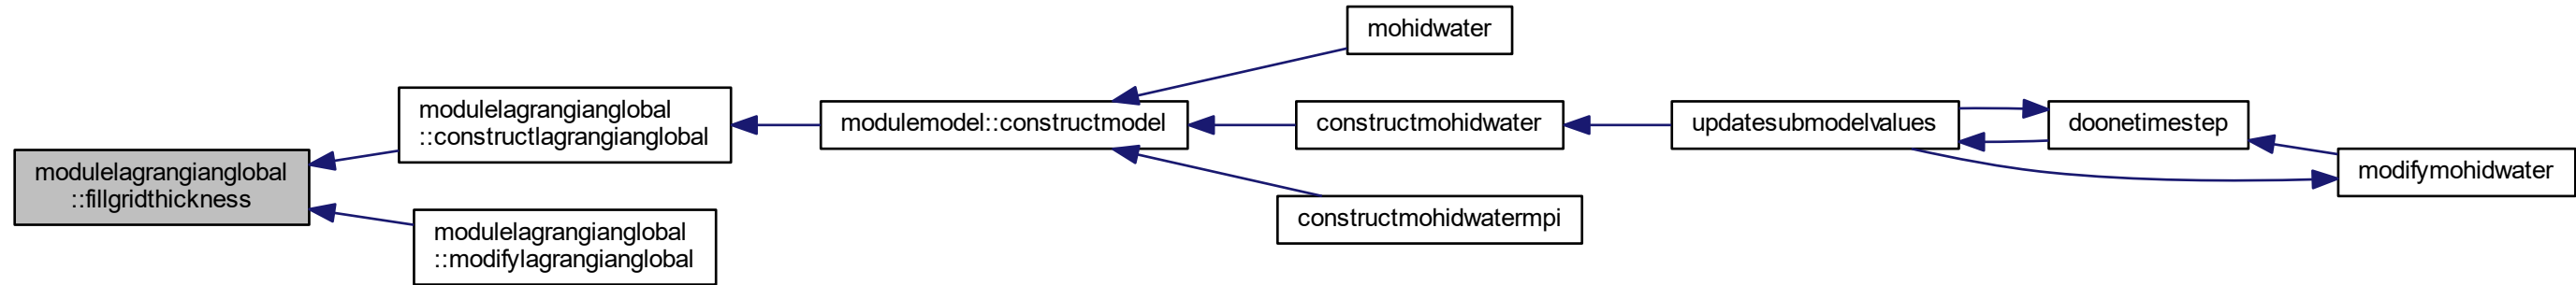 modulelagrangianglobal
::fillgridthickness
modulelagrangianglobal
::constructlagrangianglobal
modulelagrangianglobal
::modifylagrangianglobal
modulemodel::constructmodel
mohidwater
constructmohidwater
constructmohidwatermpi
updatesubmodelvalues
doonetimestep
modifymohidwater